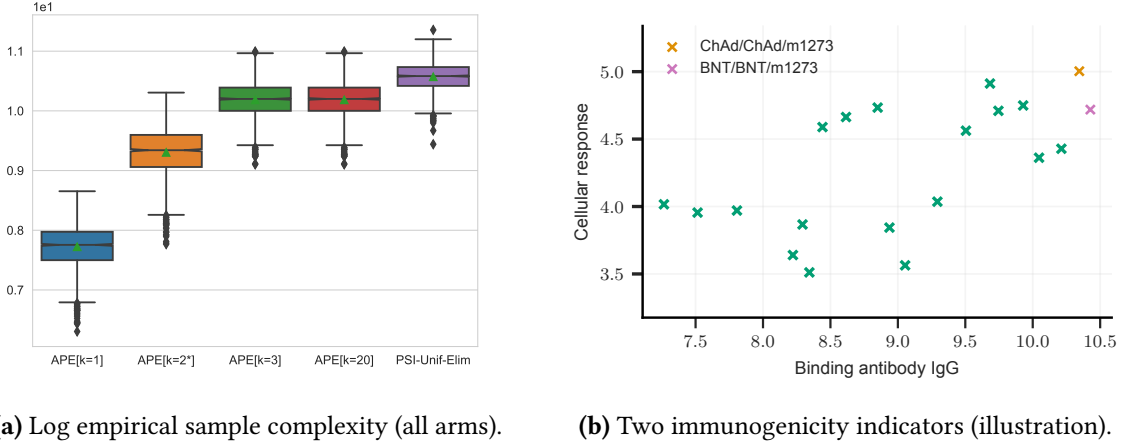 1e1
1.1
1.0
0.9
0.8
0.7
APE[k=1]
APE[k=2*]
APE[k=3]
APE[k=20]
PSI-Unif-Elim
a) Log empirical sample complexity (all arms).
ChAd/ChAd/m1273
BNT/BNT/m1273
Cellular response
5.0
4.5
4.0
3.5
7.5
8.0
8.5
9.0
9.5
10.0
10.5
Binding antibody IgG
(b) Two immunogenicity indicators (illustration).